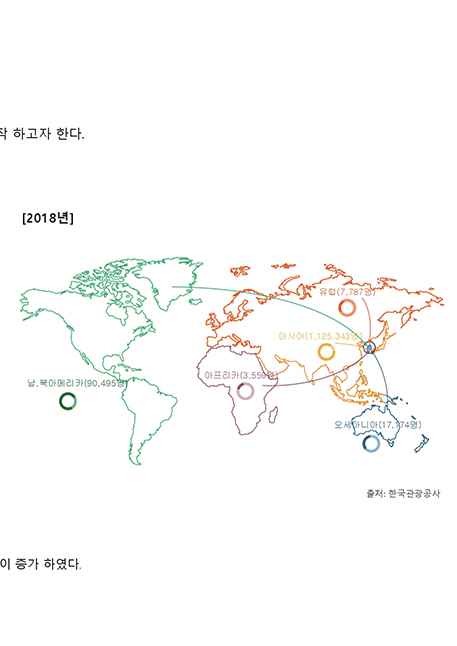 작 하고자 한다.
[2018년]
유럽(7,787명)
아시아(1,125,343명)
아프리카(3,559명)
남,북아메리카(90,495명)
오세아니아(17,174명)
출처: 한국관광공사
이 증가 하였다.